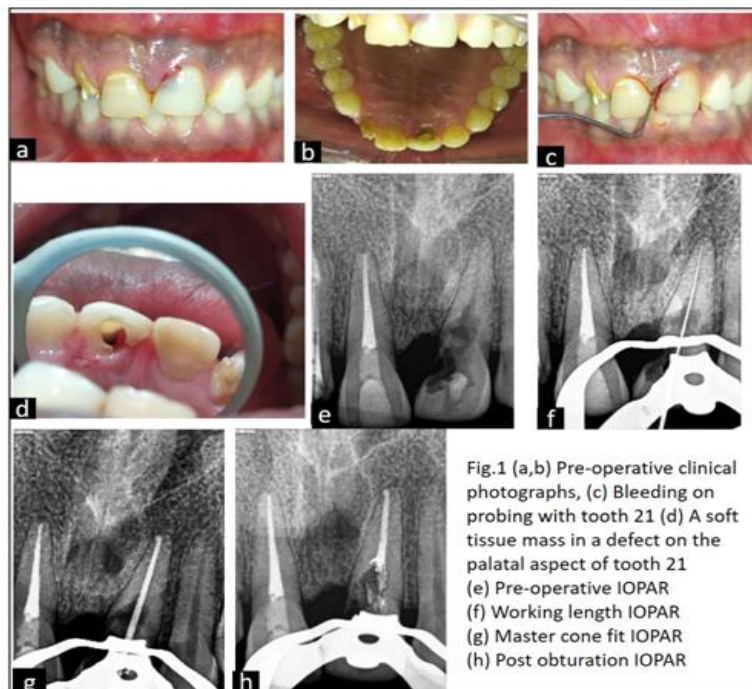 a
b
c
d
e
f
g
h
Fig.1 (a,b) Pre-operative clinical
photographs, (c) Bleeding on
probing with tooth 21 (d) A soft
tissue mass in a defect on the
palatal aspect of tooth 21
(e) Pre-operative IOPAR
(f) Working length IOPAR
(g) Master cone fit IOPAR
(h) Post obturation IOPAR